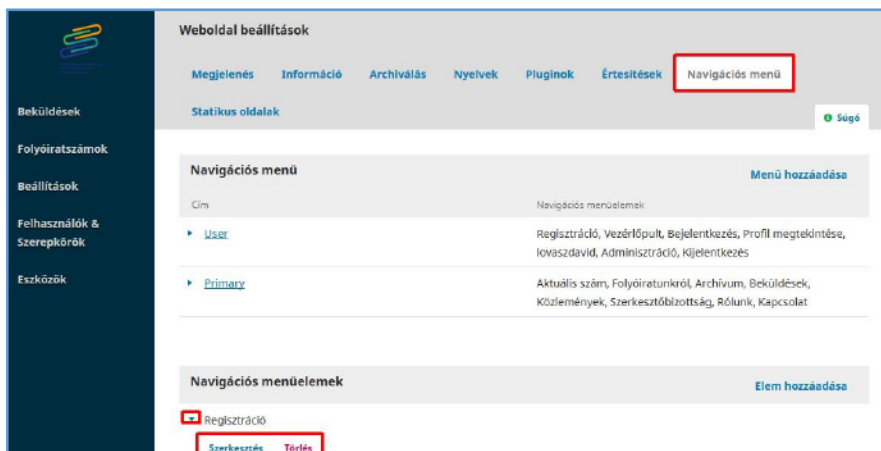 Weboldal beállítások
Megjelenés Információ Archiválás Nyelvek Pluginok Értesítések Navigációs menü
Statikus oldalak
Súgó
Beküldések
Folyóiratszámok
Beállítások
Felhasználók &
Szerepkörök
Eszközök
Navigációs menü
Menü hozzáadása
Cím Navigációs menüelemek
User Regisztráció, Vezérlőpult, Bejelentkezés, Profil megtekintése,
lovaszdavid, Adminisztráció, Kijelentkezés
Primary Aktuális szám, Folyóiratunkról, Archívum, Beküldések,
Közlemények, Szerkesztőbizottság, Rólunk, Kapcsolat
Navigációs menüelemek
Elem hozzáadása
Regisztráció
Szerkesztés Törlés